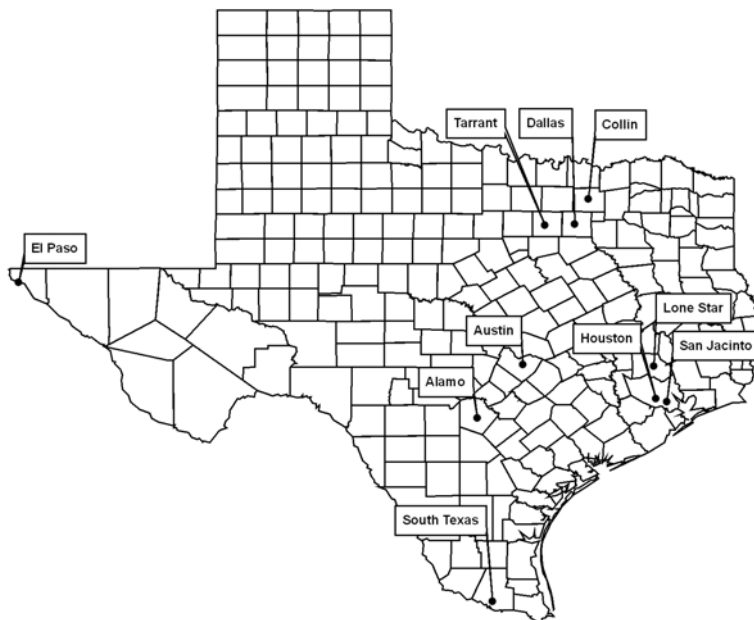 Tarrant
Dallas
Collin
El Paso
Lone Star
Austin
Houston
San Jacinto
Alamo
South Texas